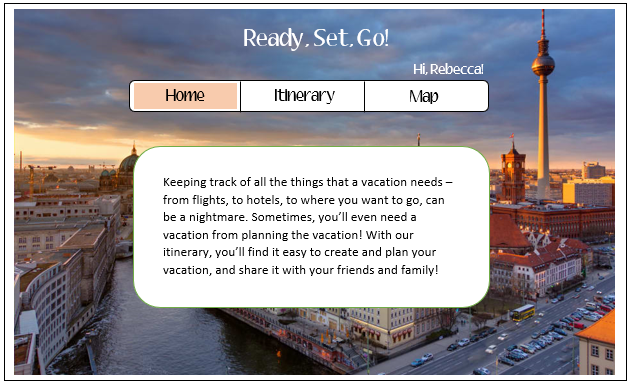 Ready, Set, Go!
Hi, Rebecca!
Home
Itinerary
Map
Keeping track of all the things that a vacation needs –
from flights, to hotels, to where you want to go, can
be a nightmare. Sometimes, you’ll even need a
vacation from planning the vacation! With our
itinerary, you’ll find it easy to create and plan your
vacation, and share it with your friends and family!